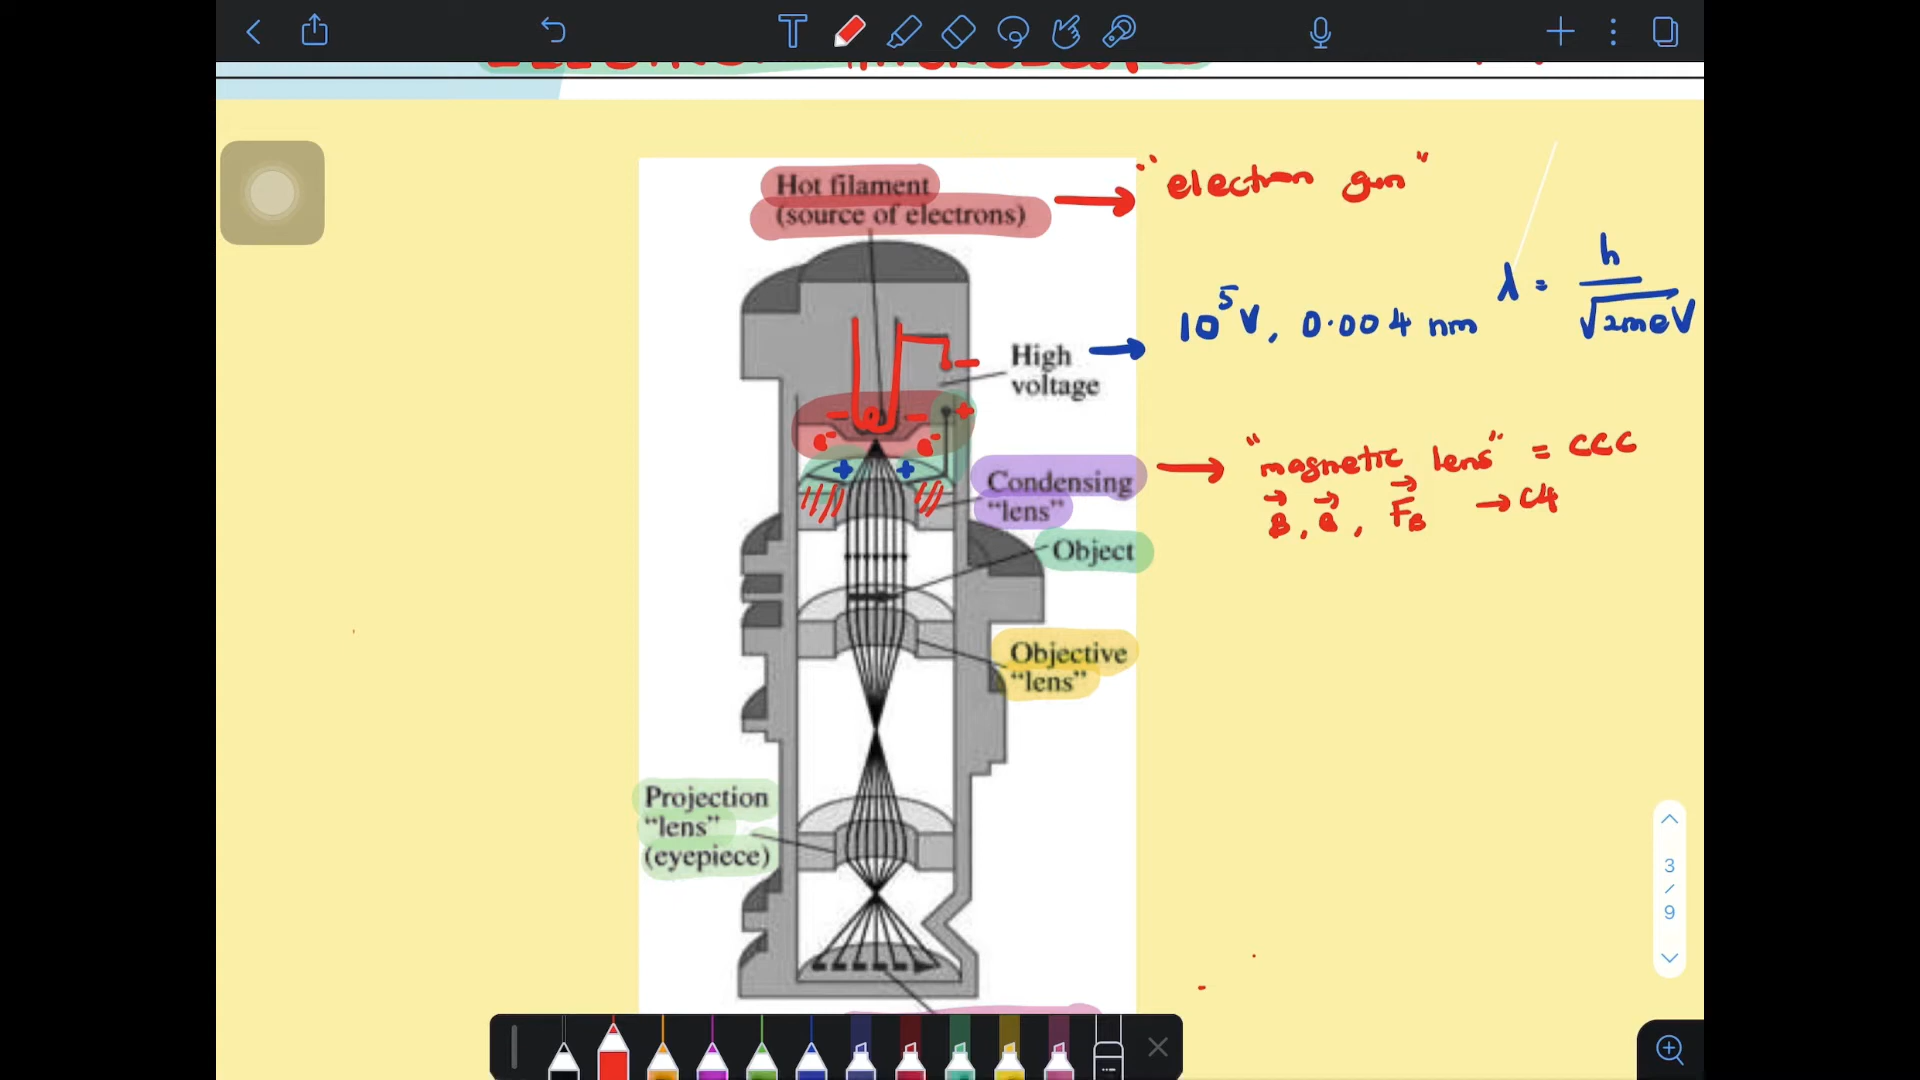 Hot filament
(source of electrons)
"electron gun"
λ = h / √2meV
10⁵ V, 0.004 nm
High
voltage
− − − +
e⁻ e⁻
+ +
Condensing
“lens”
"magnetic lens" = CCC
B, v, F_B → C4
Object
Objective
“lens”
Projection
“lens”
(eyepiece)
3
/
9